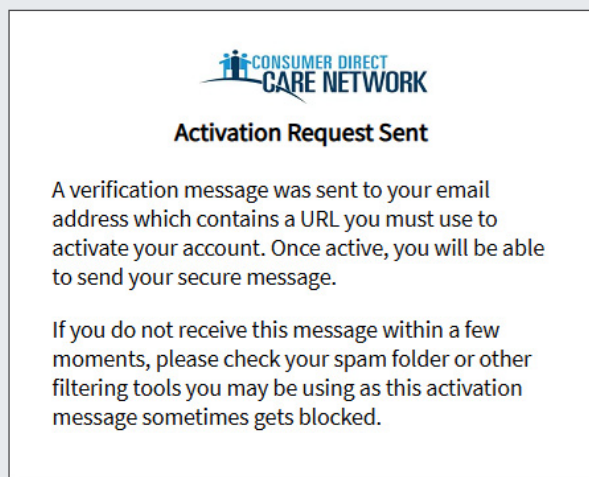 CONSUMER DIRECT
CARE NETWORK
Activation Request Sent
A verification message was sent to your email
address which contains a URL you must use to
activate your account. Once active, you will be able
to send your secure message.
If you do not receive this message within a few
moments, please check your spam folder or other
filtering tools you may be using as this activation
message sometimes gets blocked.